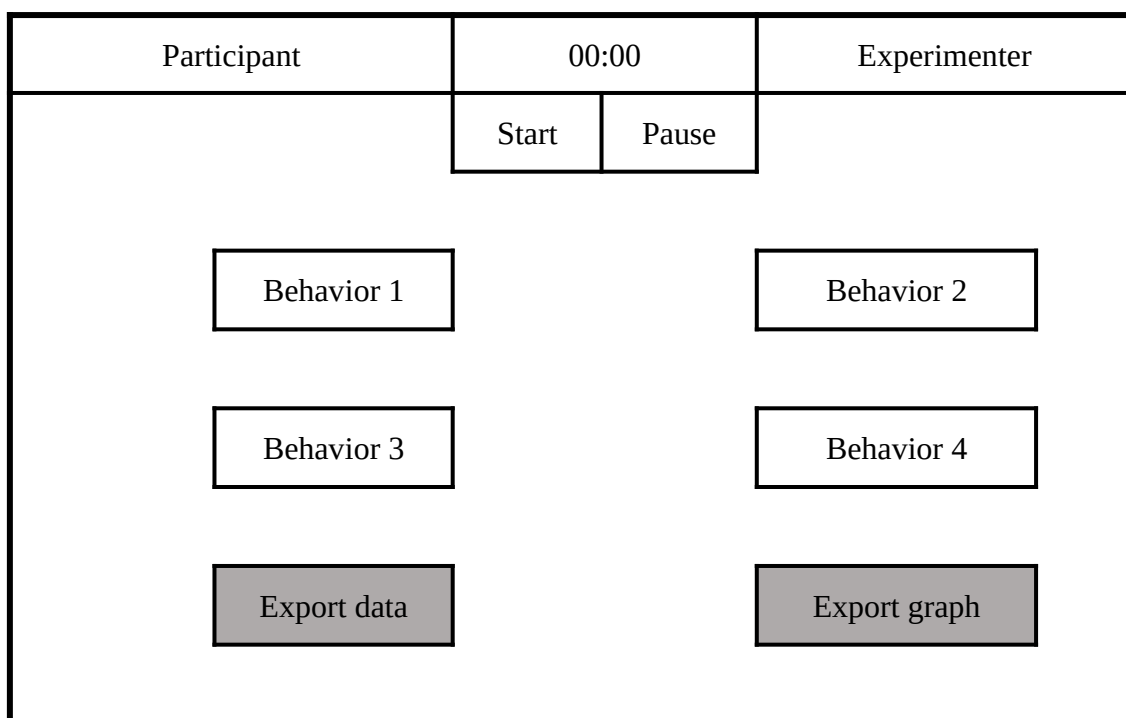 Participant 00:00 Experimenter
Start Pause
Behavior 1 Behavior 2
Behavior 3 Behavior 4
Export data Export graph